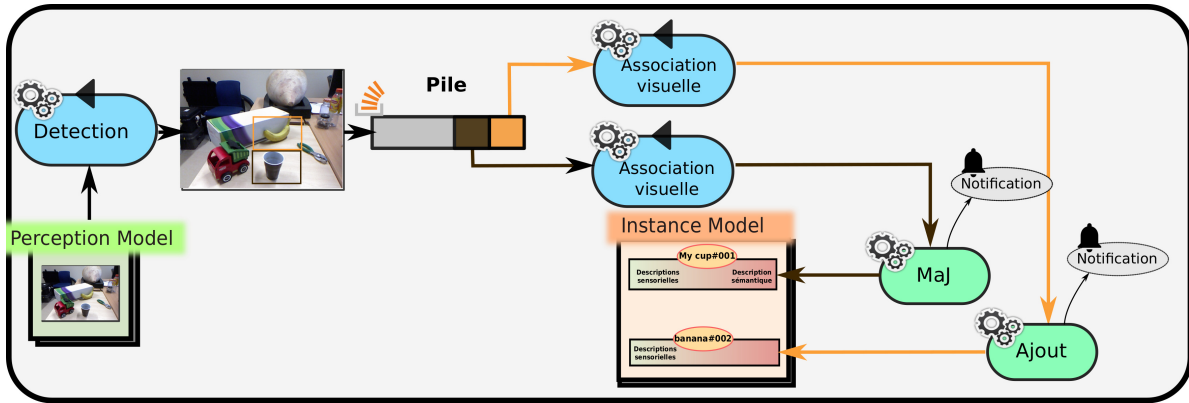 Detection
Perception Model
Pile
Association
visuelle
Association
visuelle
Notification
Notification
MaJ
Ajout
Instance Model
My cup#001
Descriptions
sensorielles
Description
sémantique
banana#002
Descriptions
sensorielles